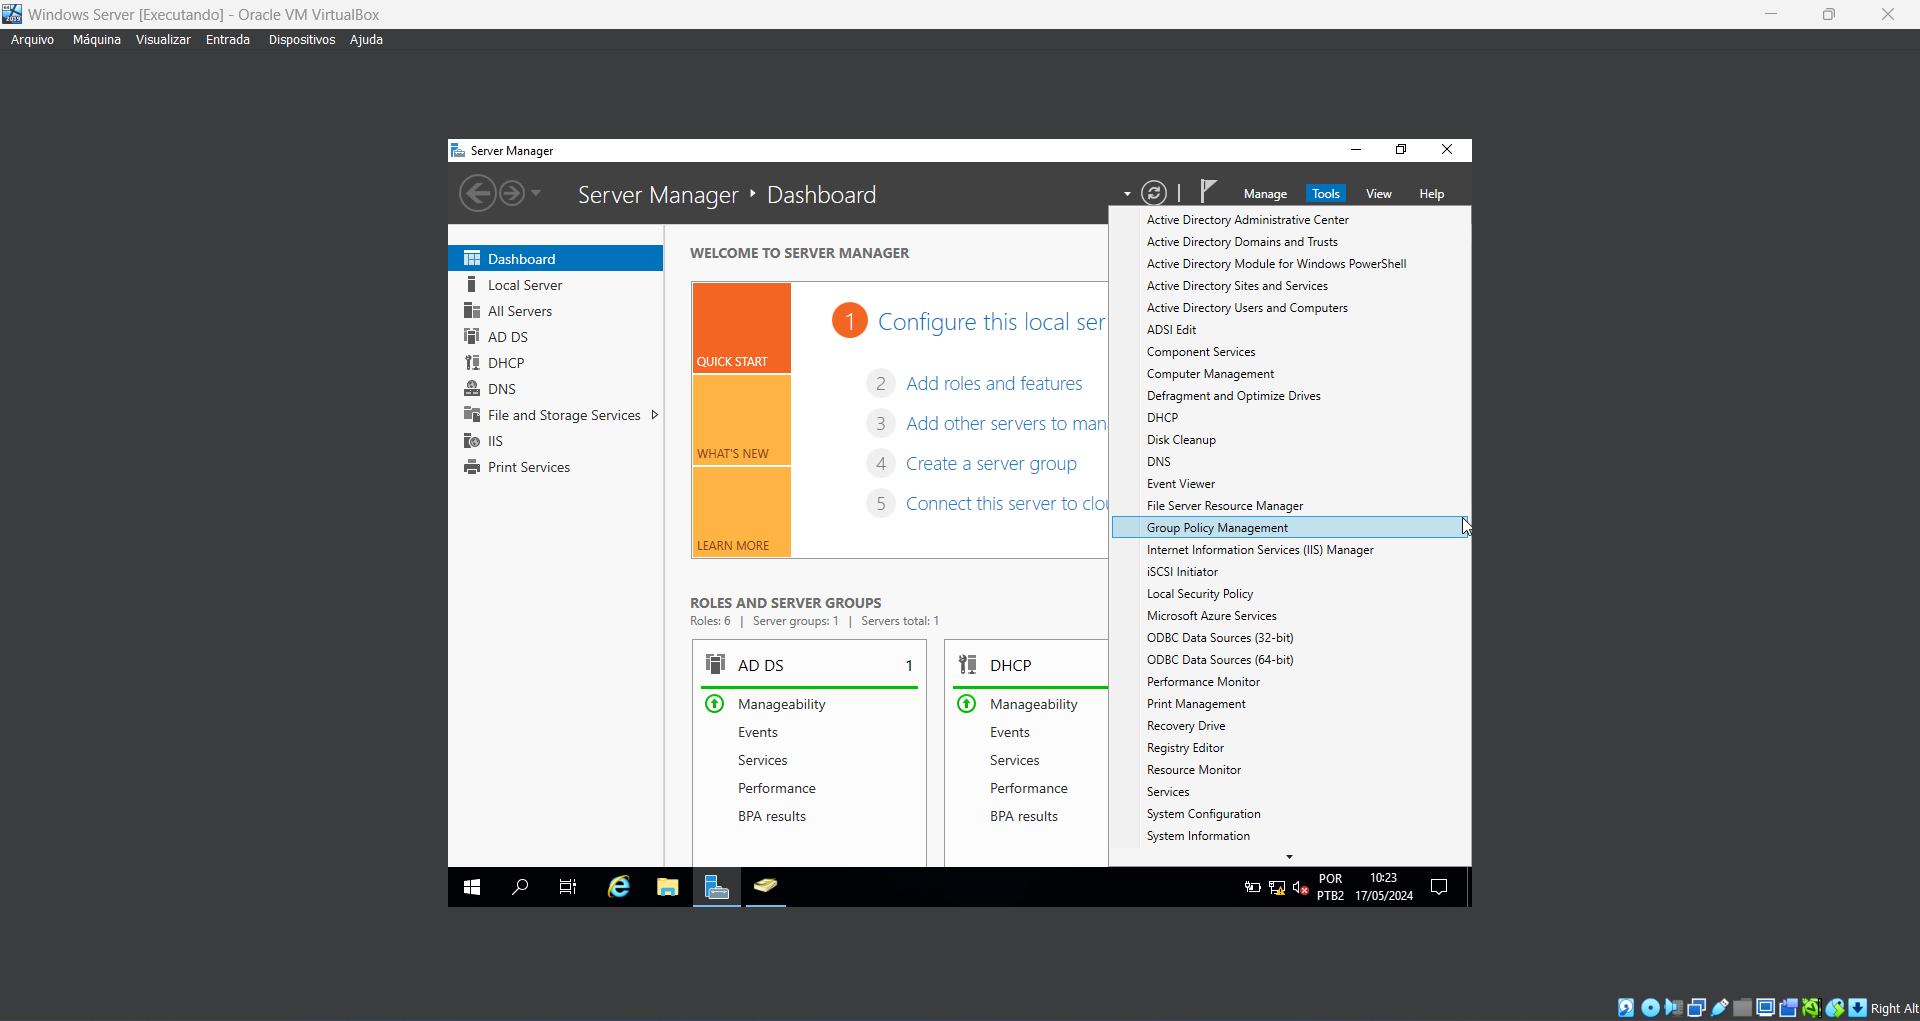 Windows Server [Executando] - Oracle VM VirtualBox
Arquivo Máquina Visualizar Entrada Dispositivos Ajuda
Server Manager
Server Manager ‣ Dashboard
Manage Tools View Help
Dashboard
Local Server
All Servers
AD DS
DHCP
DNS
File and Storage Services
IIS
Print Services
WELCOME TO SERVER MANAGER
QUICK START
WHAT'S NEW
LEARN MORE
1 Configure this local ser
2 Add roles and features
3 Add other servers to man
4 Create a server group
5 Connect this server to clou
ROLES AND SERVER GROUPS
Roles: 6 | Server groups: 1 | Servers total: 1
AD DS 1
Manageability
Events
Services
Performance
BPA results
DHCP
Manageability
Events
Services
Performance
BPA results
Active Directory Administrative Center
Active Directory Domains and Trusts
Active Directory Module for Windows PowerShell
Active Directory Sites and Services
Active Directory Users and Computers
ADSI Edit
Component Services
Computer Management
Defragment and Optimize Drives
DHCP
Disk Cleanup
DNS
Event Viewer
File Server Resource Manager
Group Policy Management
Internet Information Services (IIS) Manager
iSCSI Initiator
Local Security Policy
Microsoft Azure Services
ODBC Data Sources (32-bit)
ODBC Data Sources (64-bit)
Performance Monitor
Print Management
Recovery Drive
Registry Editor
Resource Monitor
Services
System Configuration
System Information
POR
PTB2
10:23
17/05/2024
Right Alt